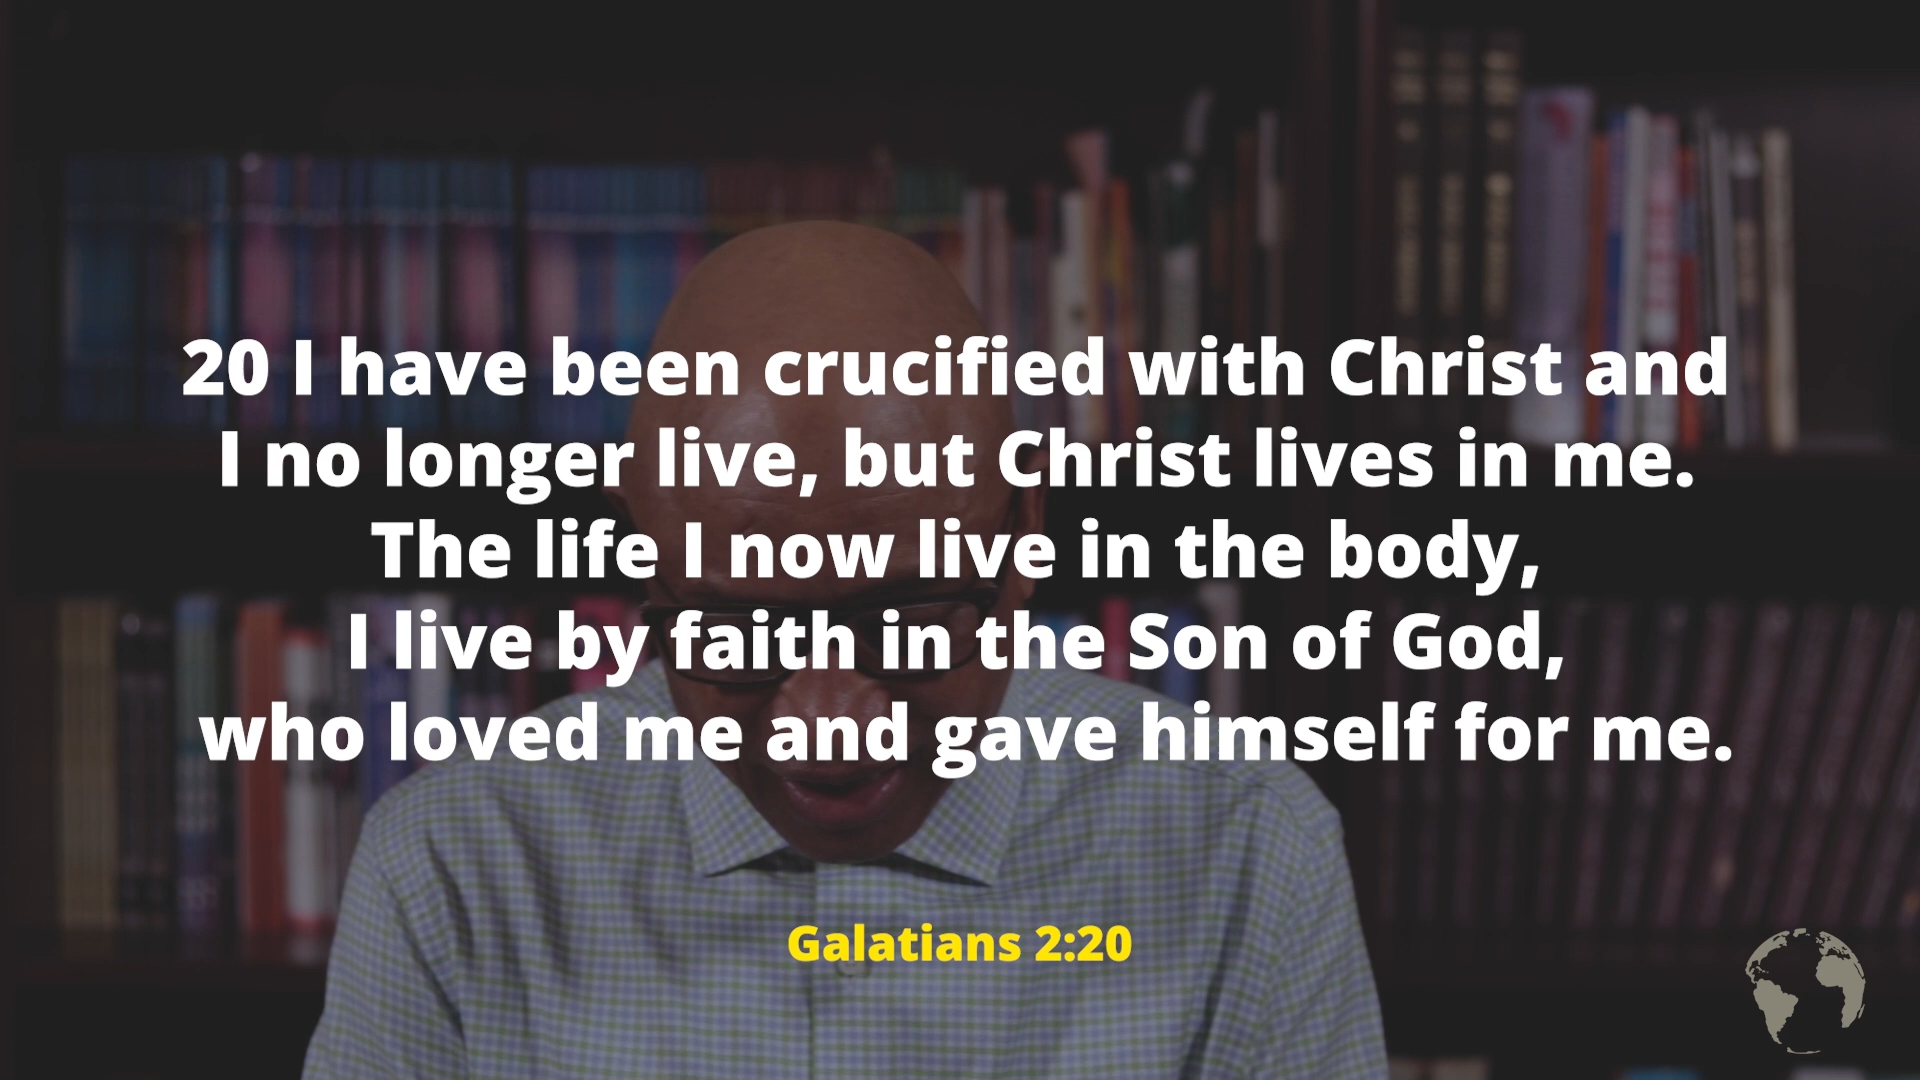 20 I have been crucified with Christ and
I no longer live, but Christ lives in me.
The life I now live in the body,
I live by faith in the Son of God,
who loved me and gave himself for me.
Galatians 2:20